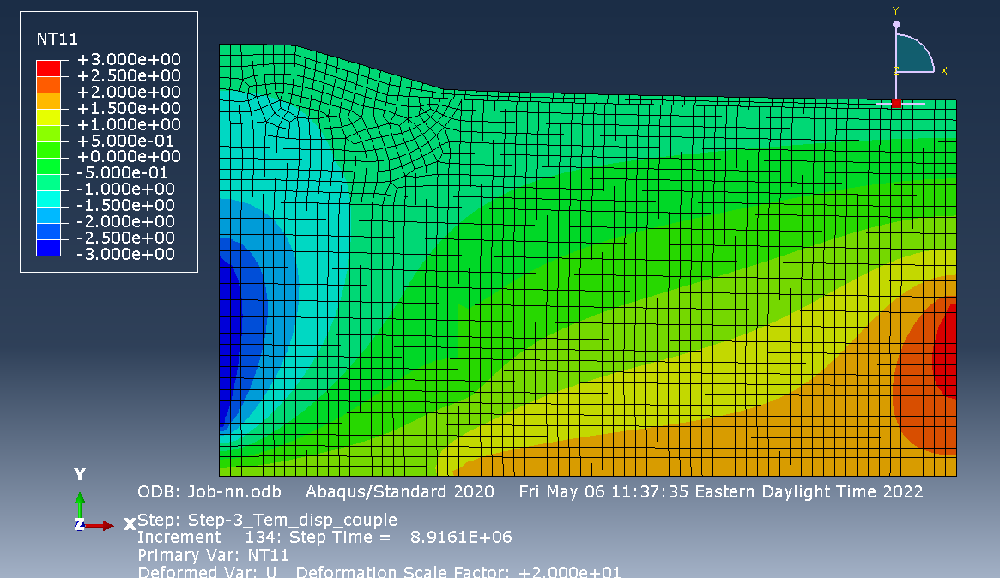 NT11
+3.000e+00
+2.500e+00
+2.000e+00
+1.500e+00
+1.000e+00
+5.000e-01
+0.000e+00
-5.000e-01
-1.000e+00
-1.500e+00
-2.000e+00
-2.500e+00
-3.000e+00
Y
Z
X
Y
Z
X
ODB: Job-nn.odb Abaqus/Standard 2020 Fri May 06 11:37:35 Eastern Daylight Time 2022
Step: Step-3_Tem_disp_couple
Increment 134: Step Time = 8.9161E+06
Primary Var: NT11
Deformed Var: U Deformation Scale Factor: +2.000e+01